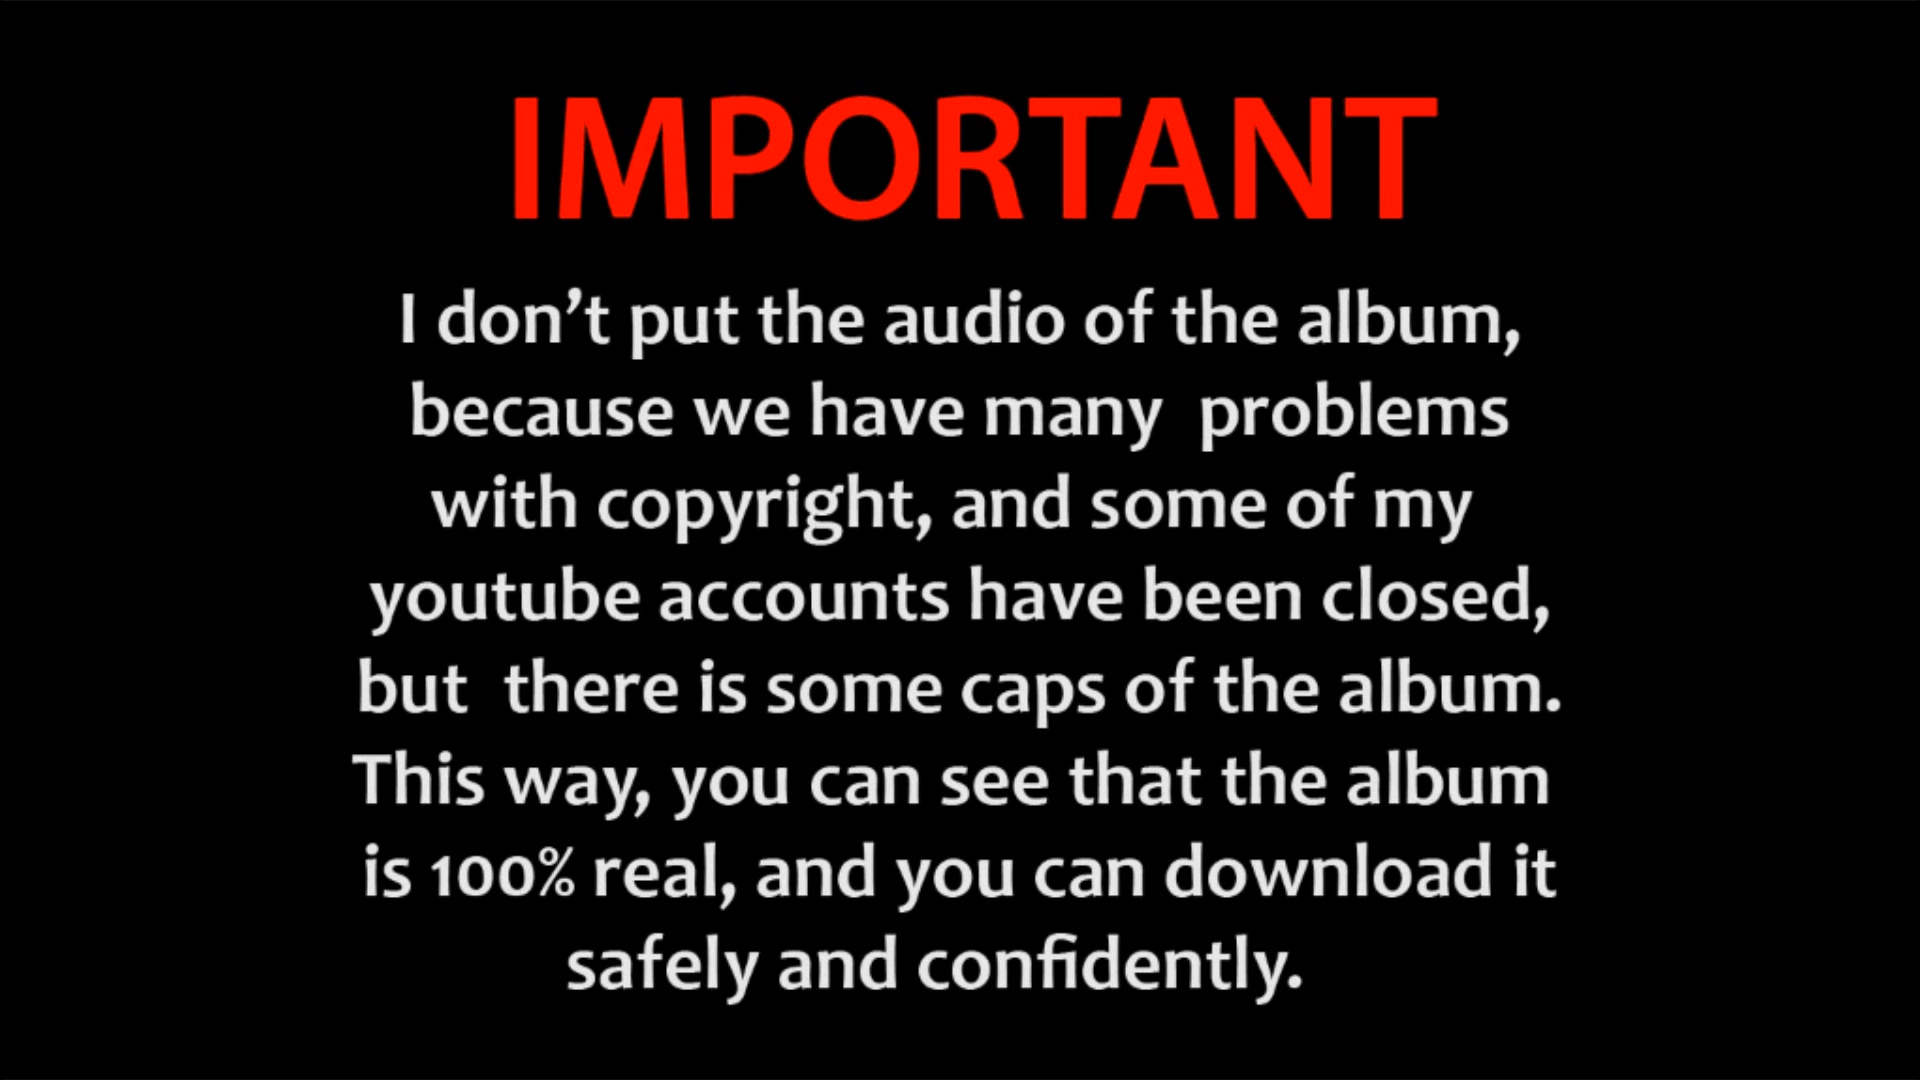 IMPORTANT
I don’t put the audio of the album,
because we have many  problems
with copyright, and some of my
youtube accounts have been closed,
but  there is some caps of the album.
This way, you can see that the album
is 100% real, and you can download it
safely and confidently.